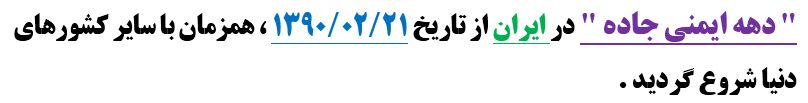 " دهه ایمنی جاده " در ایران از تاریخ ۱۳۹۰/۰۲/۲۱ ، همزمان با سایر کشورهای
دنیا شروع گردید .